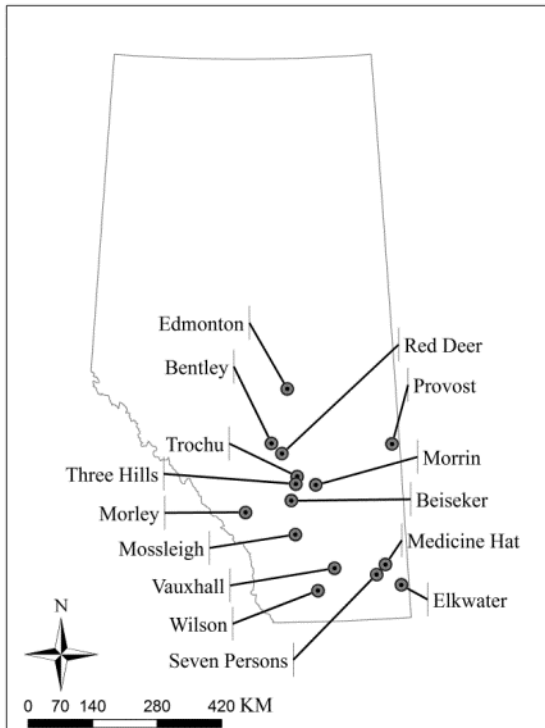 Edmonton
Red Deer
Bentley
Provost
Trochu
Morrin
Three Hills
Beiseker
Morley
Medicine Hat
Mossleigh
Vauxhall
Elkwater
Wilson
Seven Persons
N
0 70 140 280 420 KM